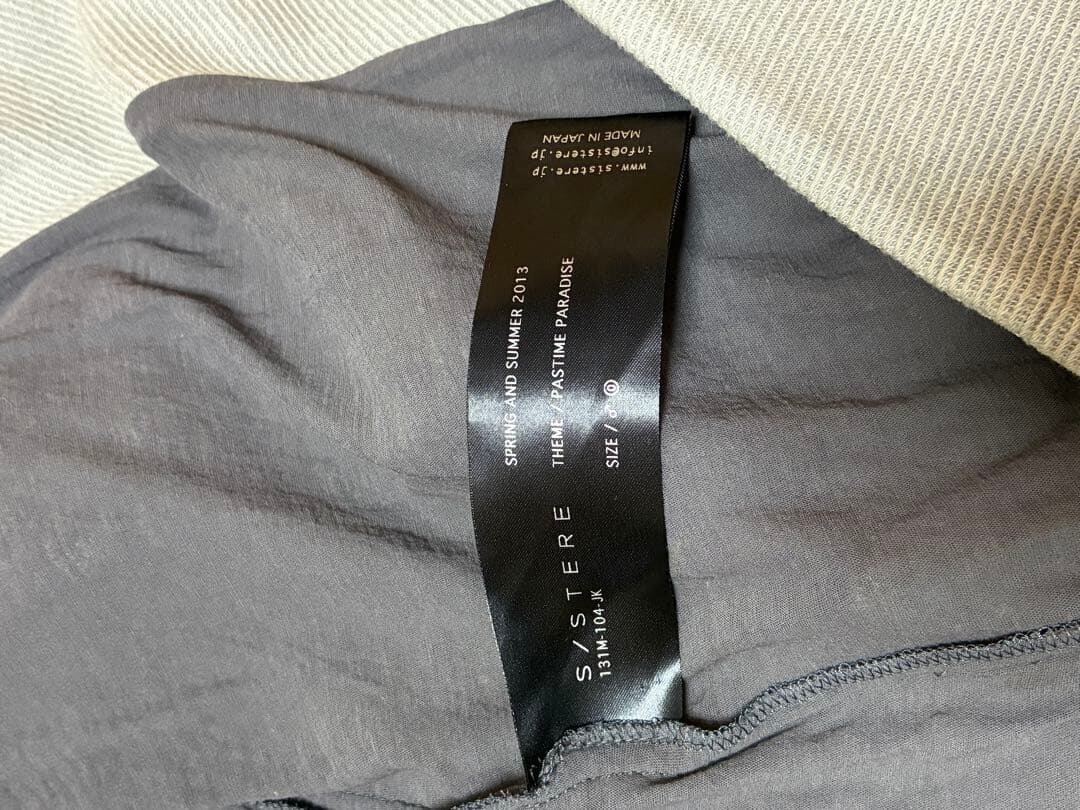 S/STERE
131M-104-JK
SPRING AND SUMMER 2013
THEME / PASTIME PARADISE
SIZE /
www.sistere.jp
info@sistere.jp
MADE IN JAPAN